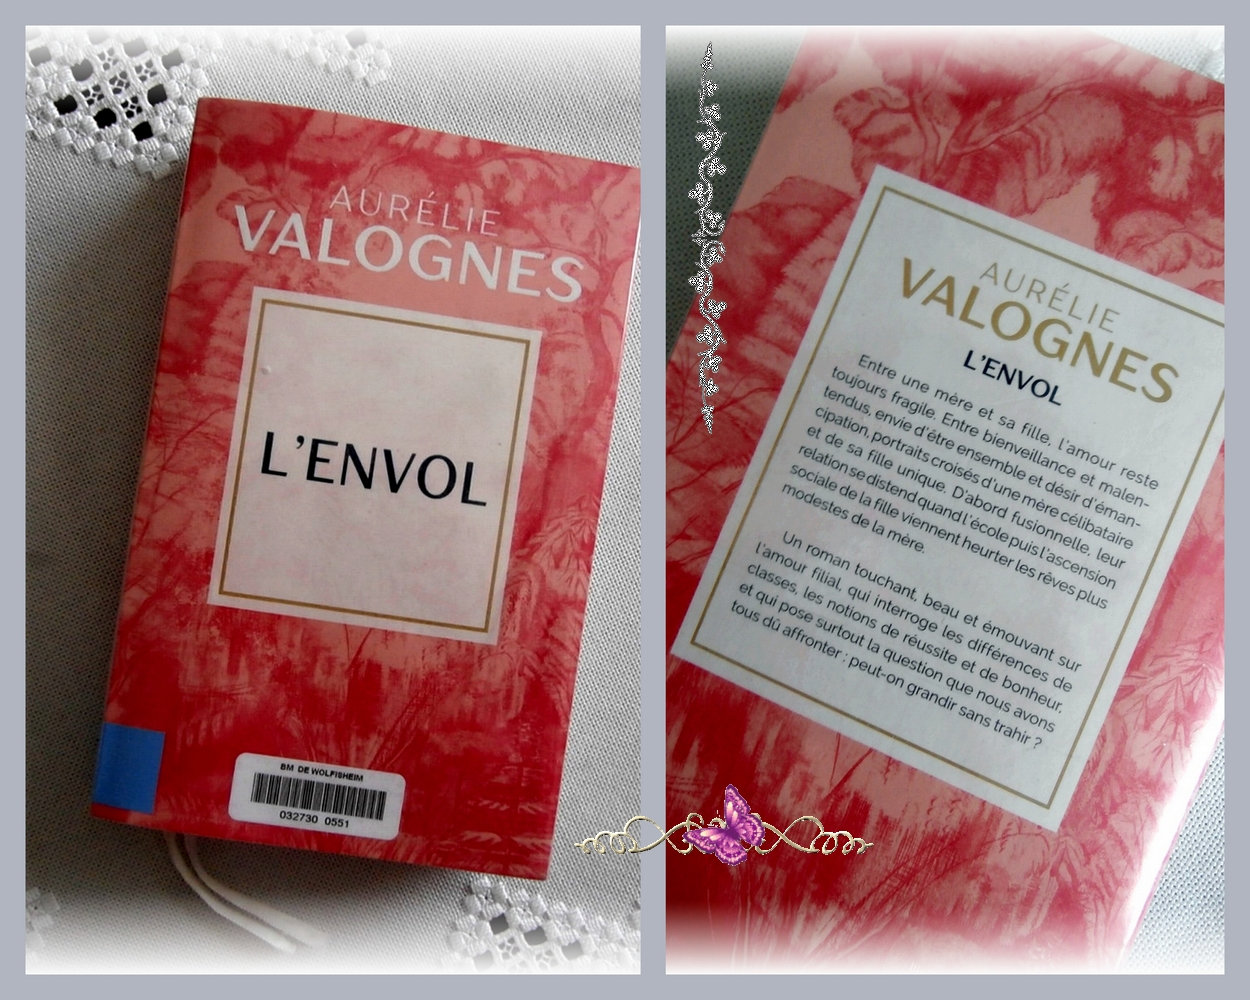 AURÉLIE
VALOGNES
L'ENVOL
BM DE WOLFISHEIM
032730 0551
AURÉLIE
VALOGNES
L'ENVOL
Entre une mère et sa fille, l'amour reste
toujours fragile. Entre bienveillance et malen-
tendus, envie d'être ensemble et désir d'éman-
cipation, portraits croisés d'une mère célibataire
et de sa fille unique. D'abord fusionnelle, leur
relation se distend quand l'école puis l'ascension
sociale de la fille viennent heurter les rêves plus
modestes de la mère.
Un roman touchant, beau et émouvant sur
l'amour filial, qui interroge les différences de
classes, les notions de réussite et de bonheur,
et qui pose surtout la question que nous avons
tous dû affronter : peut-on grandir sans trahir ?